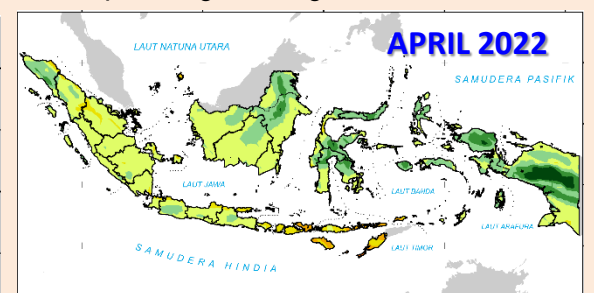 APRIL 2022
LAUT NATUNA UTARA
SAMUDERA PASIFIK
LAUT JAWA
LAUT BANDA
LAUT ARAFURA
LAUT TIMOR
SAMUDERA HINDIA